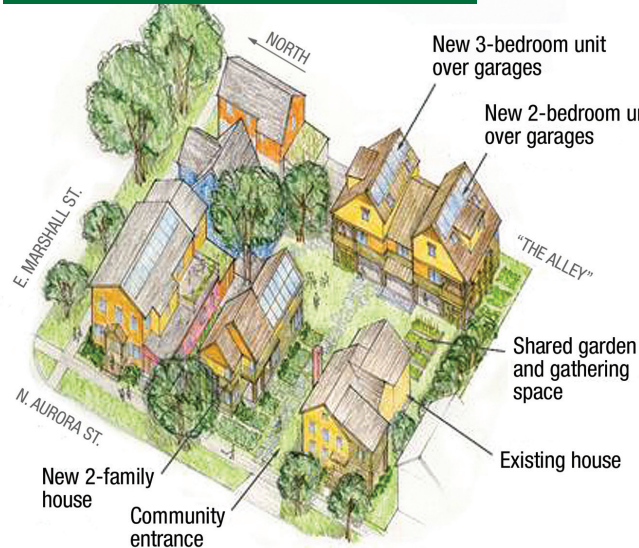 NORTH
New 3-bedroom unit
over garages
New 2-bedroom
over garages
E. MARSHALL ST.
"THE ALLEY"
Shared garden
and gathering
space
N. AURORA ST.
Existing house
New 2-family
house
Community
entrance